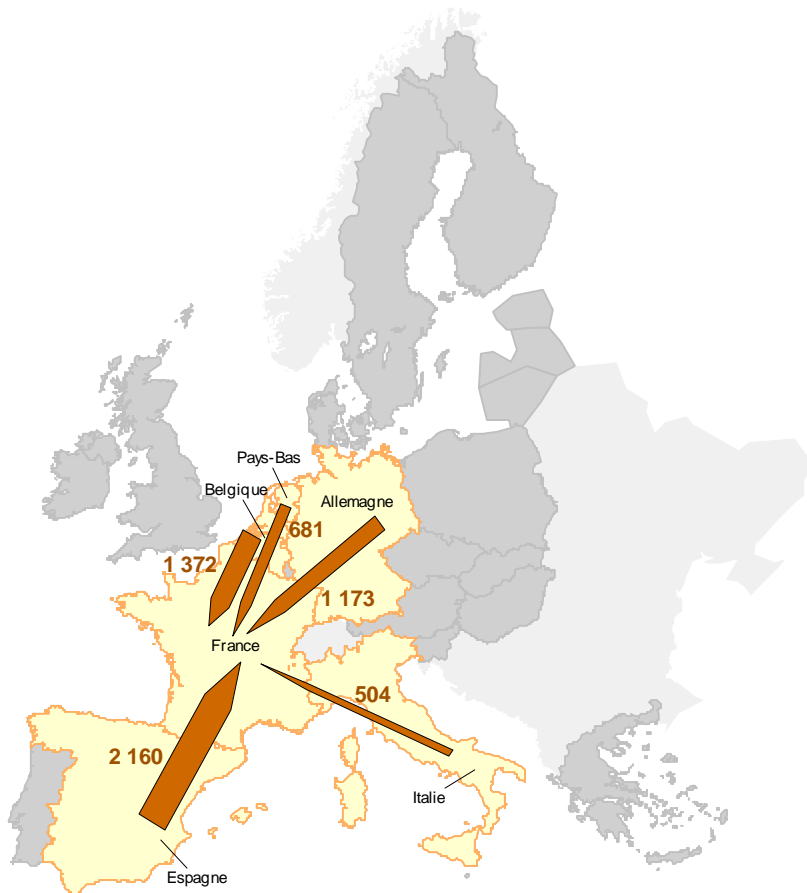 Pays-Bas
Belgique
Allemagne
681
1 372
1 173
France
504
2 160
Italie
Espagne